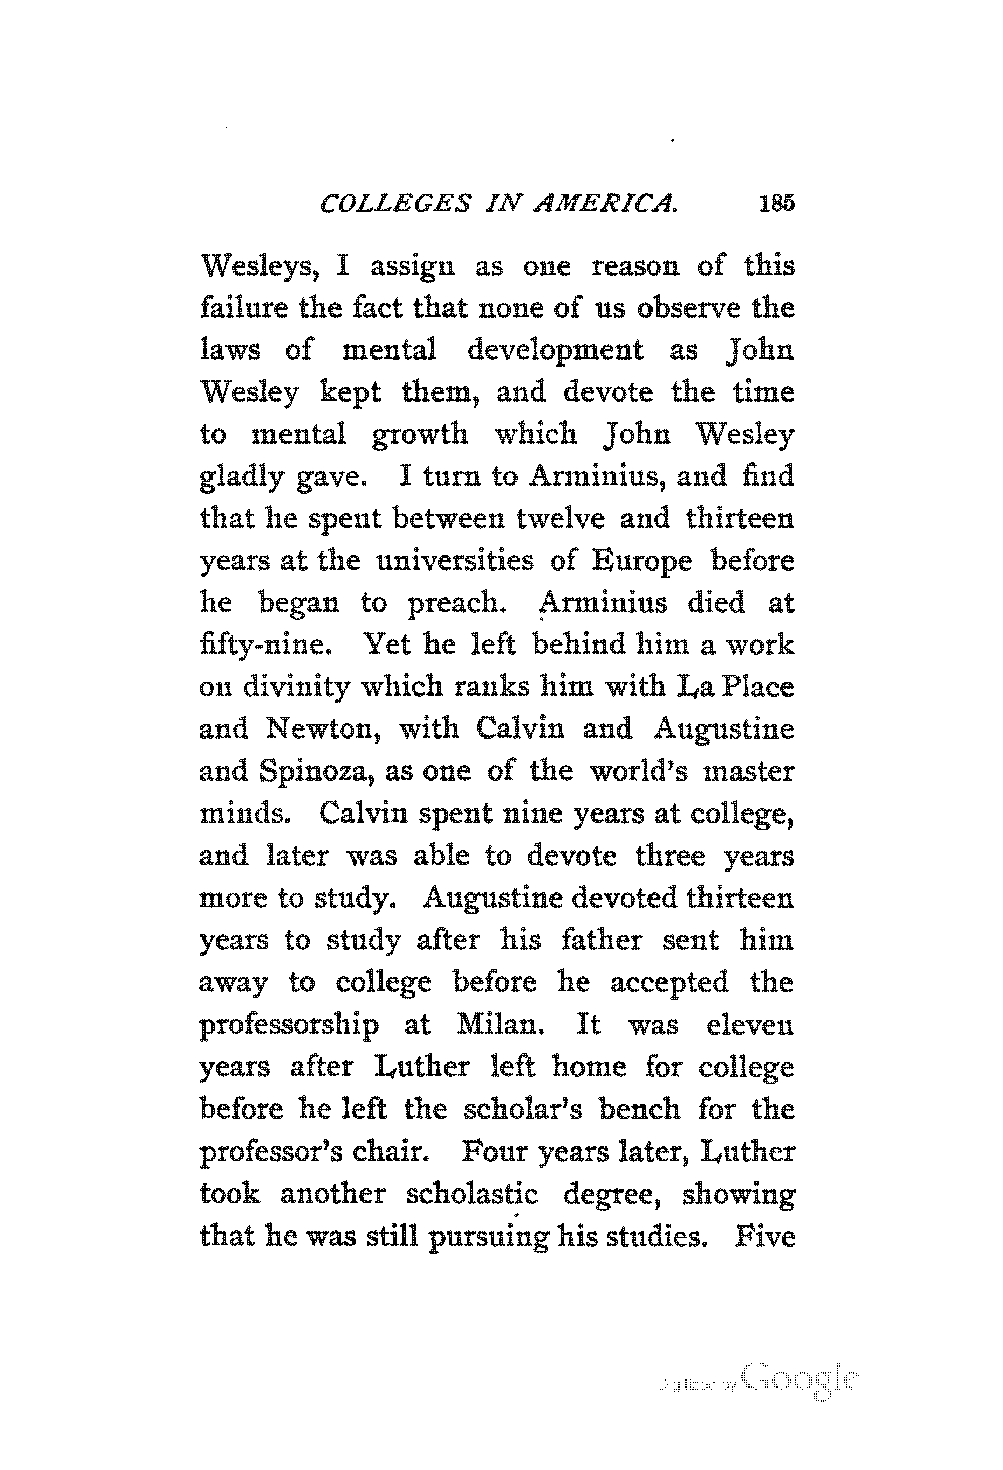 COLLEGES IN AMERICA. 185
Wesleys, I assign as one reason of this
failure the fact that none of us observe the
laws of mental development as John
Wesley kept them, and devote the time
to mental growth which John Wesley
gladly gave. I turn to Arminius, and find
that he spent between twelve and thirteen
years at the universities of Europe before
he began to preach. Arminius died at
fifty-nine. Yet he left behind him a work
on divinity which ranks him with La Place
and Newton, with Calvin and Augustine
and Spinoza, as one of the world's master
minds. Calvin spent nine years at college,
and later was able to devote three years
more to study. Augustine devoted thirteen
years to study after his father sent him
away to college before he accepted the
professorship at Milan. It was eleven
years after Luther left home for college
before he left the scholar's bench for the
professor's chair. Four years later, Luther
took another scholastic degree, showing
that he was still pursuing his studies. Five
Digitized by Google